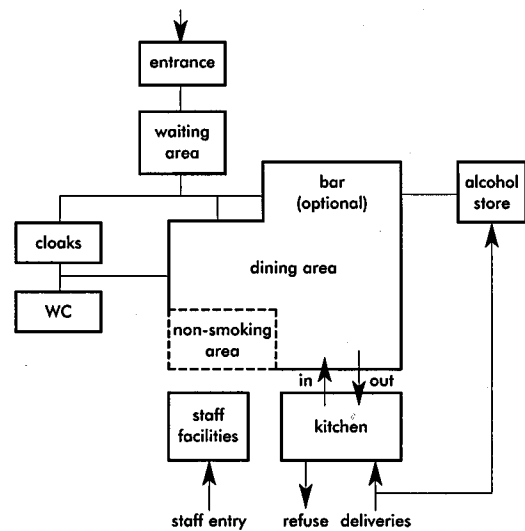 entrance
waiting
area
bar
(optional)
alcohol
store
cloaks
dining area
WC
non-smoking
area
in
out
staff
facilities
kitchen
staff entry
refuse
deliveries